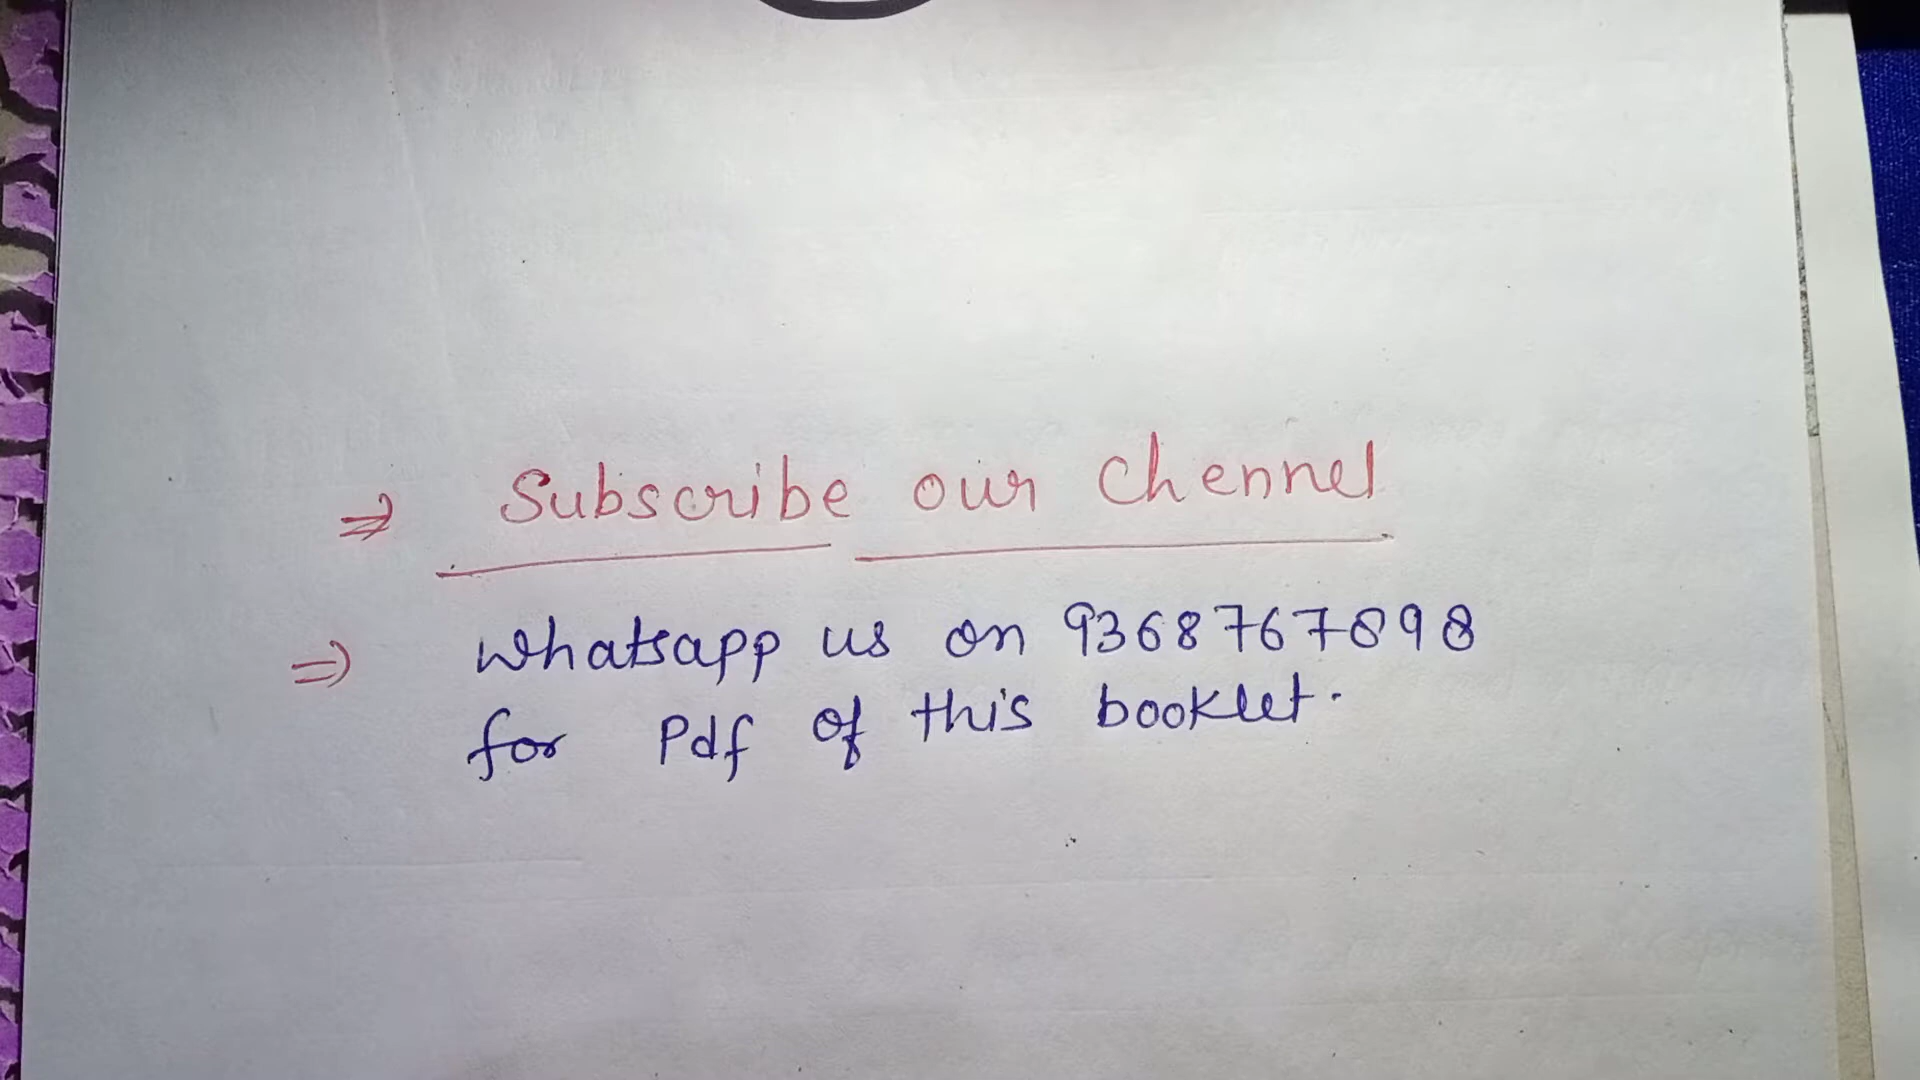 ⇒ Subscribe our Chennel
⇒ Whatsapp us on 9368767898
for Pdf of this booklet.